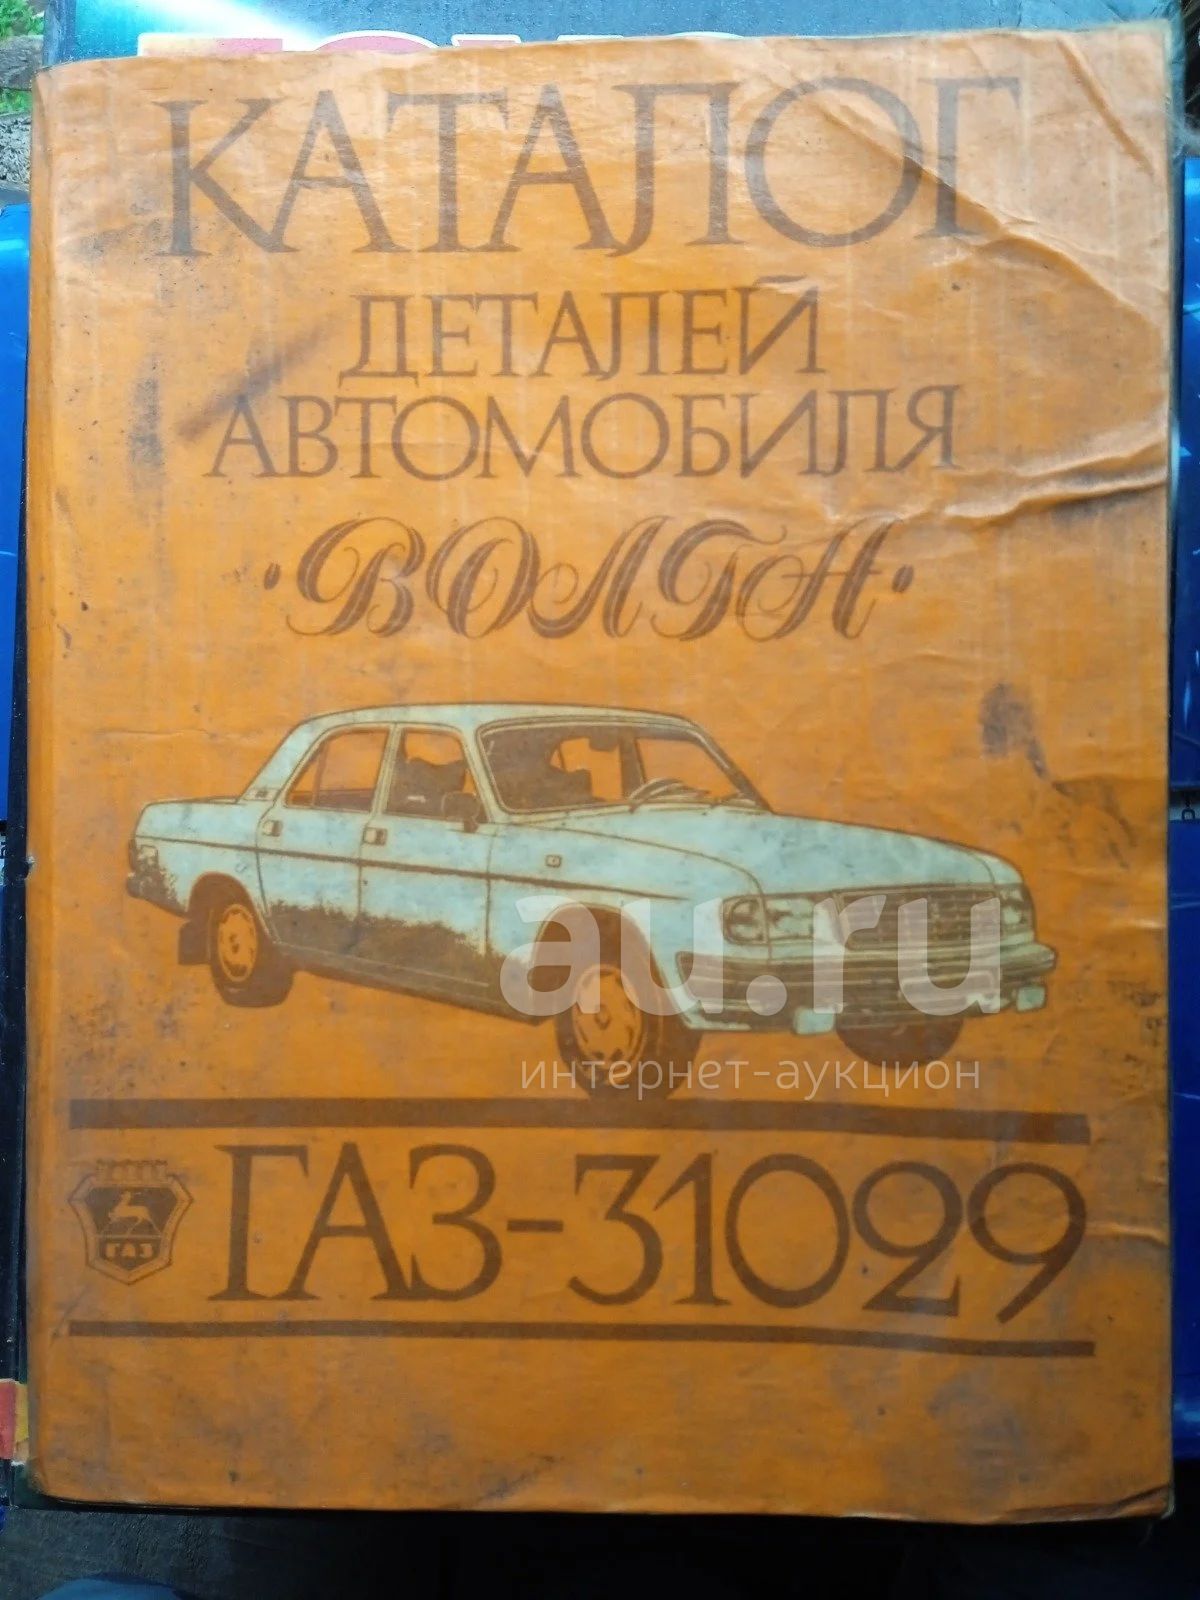 КАТАЛОГ
ДЕТАЛЕЙ
АВТОМОБИЛЯ
"ВОЛГА"
au.ru
интернет-аукцион
ГАЗ
ГАЗ-31029